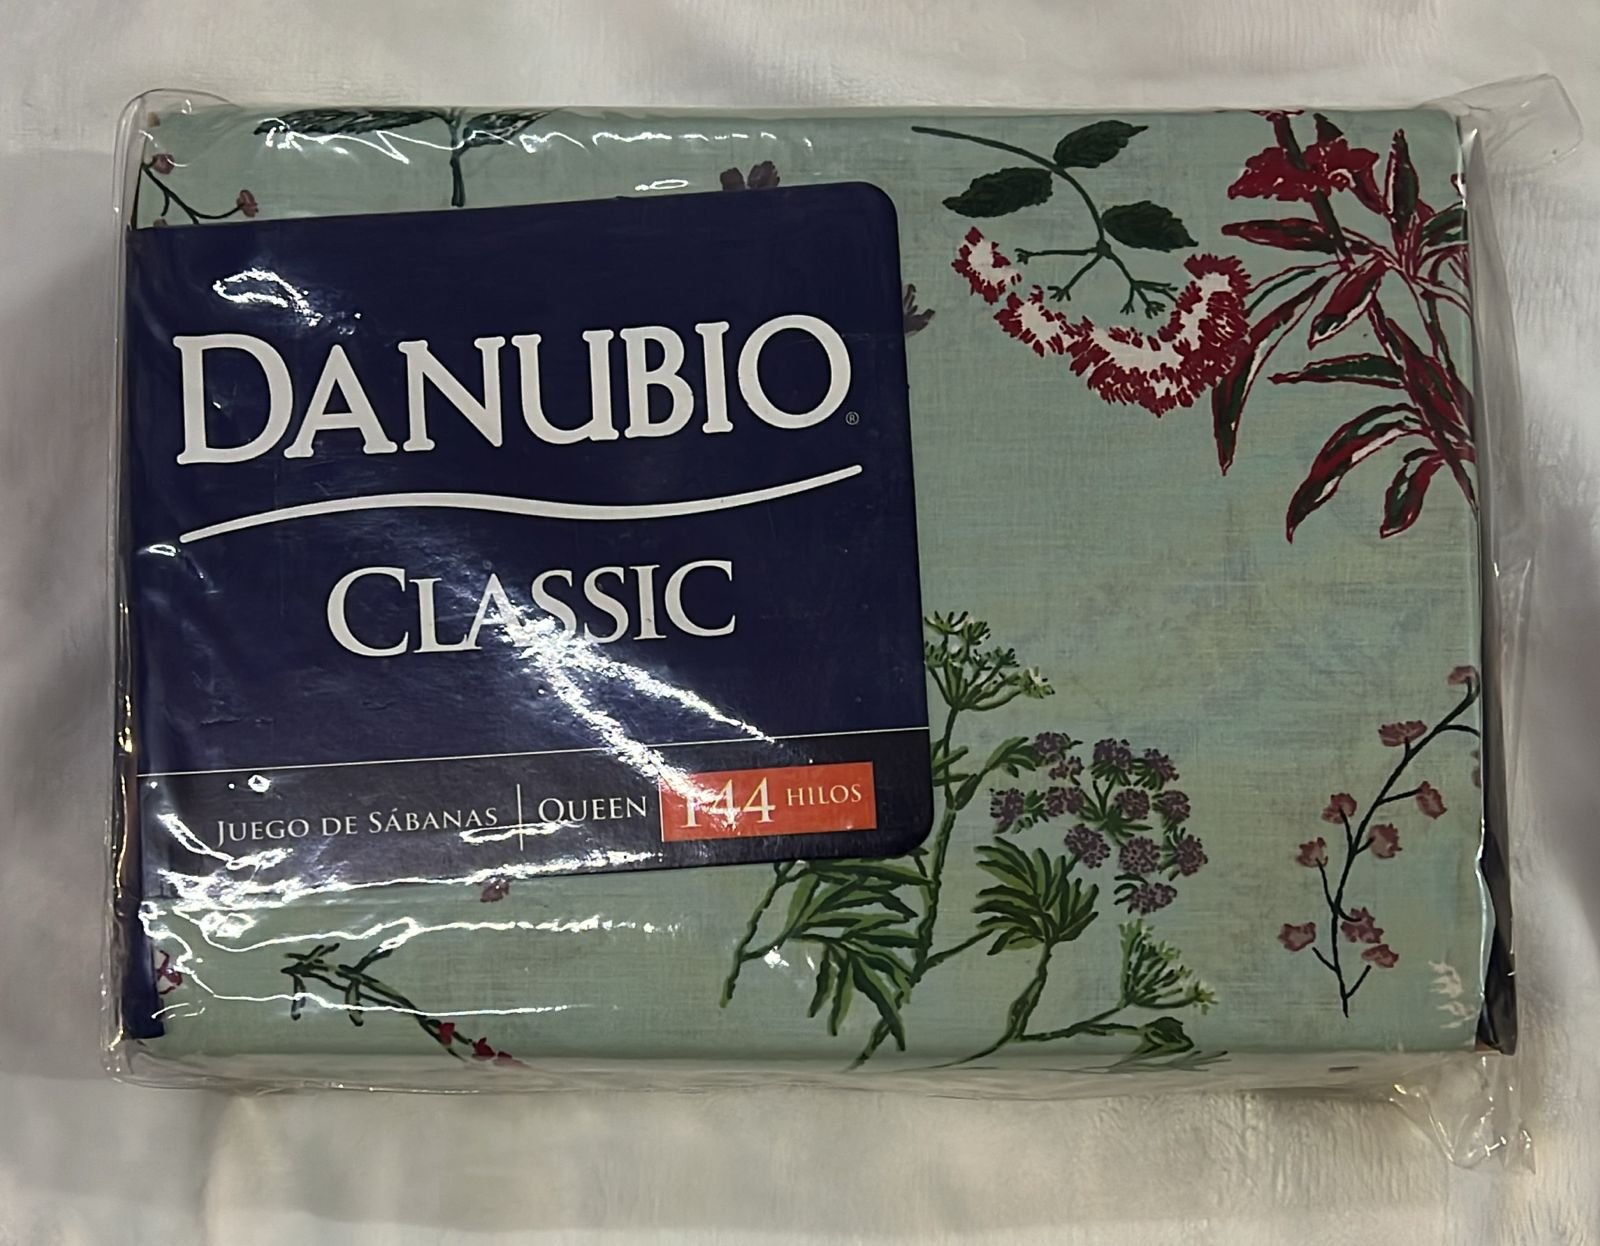 DANUBIO®
CLASSIC
JUEGO DE SÁBANAS | QUEEN 144 HILOS